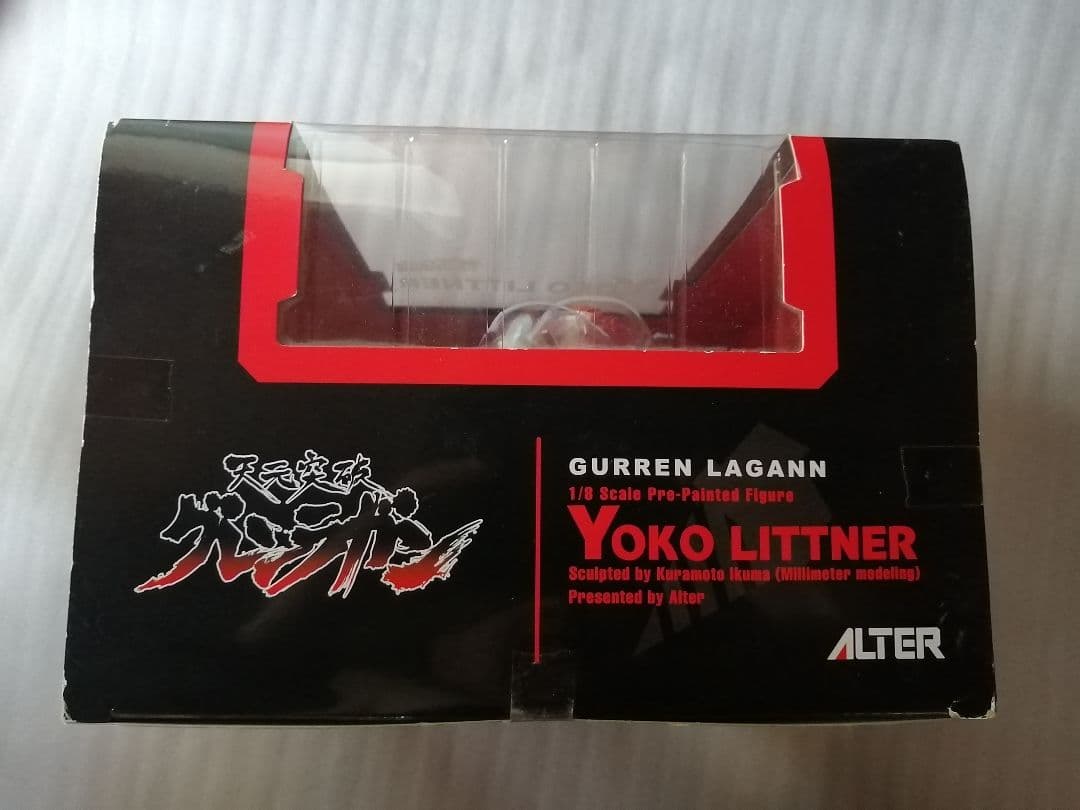 LITTNER
天元突破
グレンラガン
GURREN LAGANN
1/8 Scale Pre-Painted Figure
YOKO LITTNER
Sculpted by Kuramoto Ikuma (Millimeter modeling)
Presented by Alter
ALTER